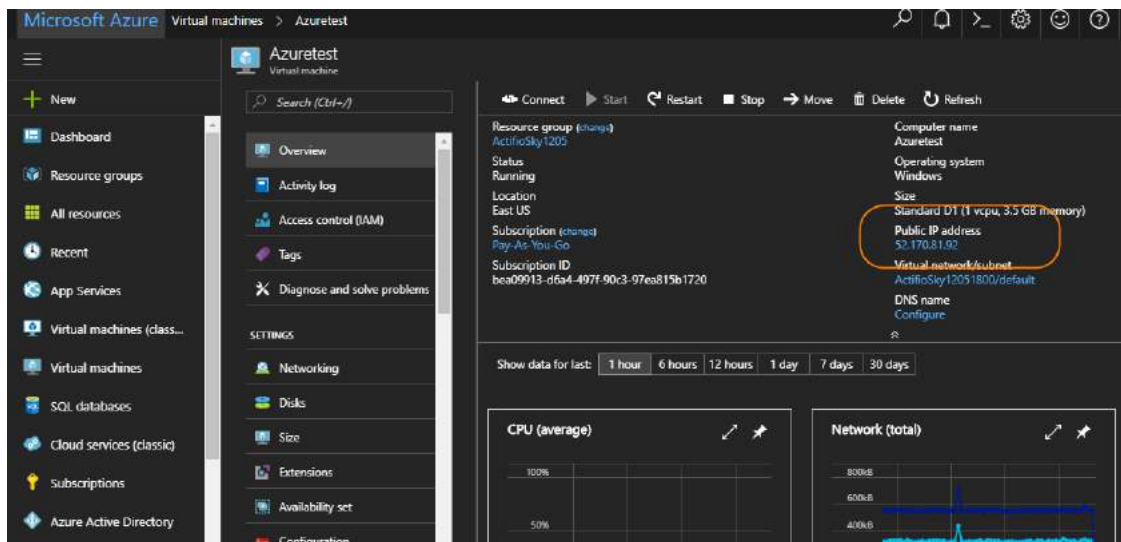 Microsoft Azure Virtual machines > Azuretest
Azuretest
Virtual machine
New
Dashboard
Resource groups
All resources
Recent
App Services
Virtual machines (class...
Virtual machines
SQL databases
Cloud services (classic)
Subscriptions
Azure Active Directory
Search (Ctrl+/)
Overview
Activity log
Access control (IAM)
Tags
Diagnose and solve problems
SETTINGS
Networking
Disks
Size
Extensions
Availability set
Configuration
Connect Start Restart Stop Move Delete Refresh
Resource group (change)
ActifioSky1205
Status
Running
Location
East US
Subscription (change)
Pay-As-You-Go
Subscription ID
bea09913-d6a4-497f-90c3-97ea815b1720
Computer name
Azuretest
Operating system
Windows
Size
Standard D1 (1 vcpu, 3.5 GB memory)
Public IP address
52.170.81.92
Virtual network/subnet
ActifioSky12051800/default
DNS name
Configure
Show data for last: 1 hour 6 hours 12 hours 1 day 7 days 30 days
CPU (average)
100%
50%
Network (total)
800kB
600kB
400kB